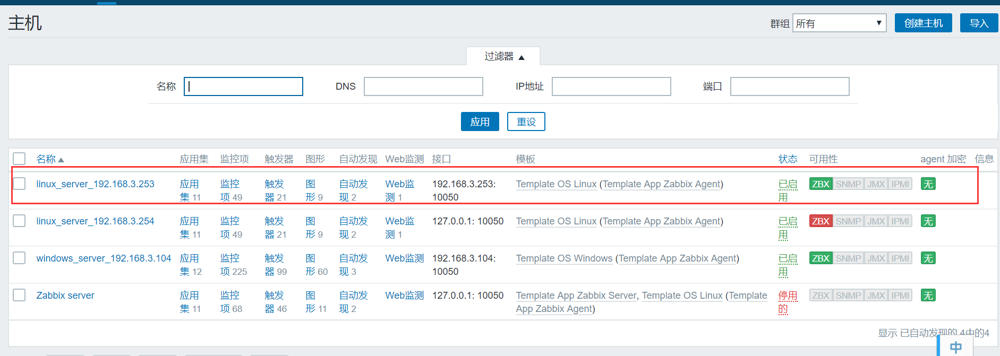 主机
群组 所有 创建主机 导入
过滤器
名称 DNS IP地址 端口
应用 重设
名称 应用集 监控项 触发器 图形 自动发现 Web监测 接口 模板 状态 可用性 agent 加密 信息
linux_server_192.168.3.253 应用 监控 触发 图 自动发 Web监 192.168.3.253: Template OS Linux (Template App Zabbix Agent) 已启 ZBX SNMP JMX IPMI 无
集 11 项 49 器 21 形 9 现 2 测 1 10050 用
linux_server_192.168.3.254 应用 监控 触发 图 自动发 Web监 127.0.0.1: 10050 Template OS Linux (Template App Zabbix Agent) 已启 ZBX SNMP JMX IPMI 无
集 11 项 49 器 21 形 9 现 2 测 1 用
windows_server_192.168.3.104 应用 监控 触发 图 自动发 Web监测 192.168.3.104: Template OS Windows (Template App Zabbix Agent) 已启 ZBX SNMP JMX IPMI 无
集 12 项 225 器 99 形 60 现 3 10050 用
Zabbix server 应用 监控 触发 图 自动发 Web监测 127.0.0.1: 10050 Template App Zabbix Server, Template OS Linux (Template 停用 ZBX SNMP JMX IPMI 无
集 11 项 68 器 46 形 11 现 2 App Zabbix Agent) 的
显示 已自动发现的 4中的4
中